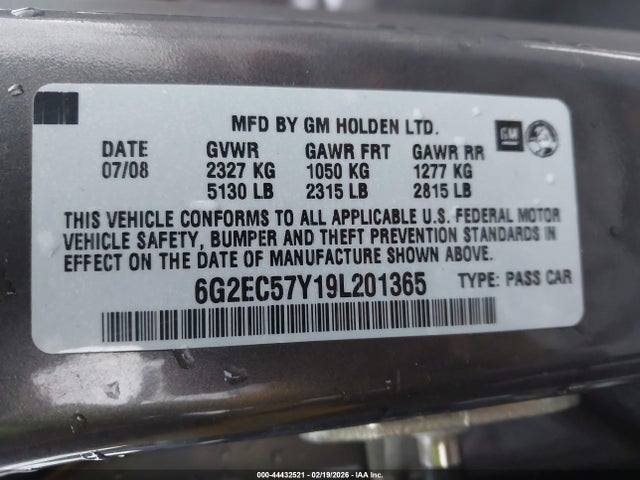 MFD BY GM HOLDEN LTD.
GM
DATE GVWR GAWR FRT GAWR RR
07/08 2327 KG 1050 KG 1277 KG
5130 LB 2315 LB 2815 LB
THIS VEHICLE CONFORMS TO ALL APPLICABLE U.S. FEDERAL MOTOR
VEHICLE SAFETY, BUMPER AND THEFT PREVENTION STANDARDS IN
EFFECT ON THE DATE OF MANUFACTURE SHOWN ABOVE.
6G2EC57Y19L201365 TYPE: PASS CAR
000-44432521 - 02/19/2026 - IAA Inc.